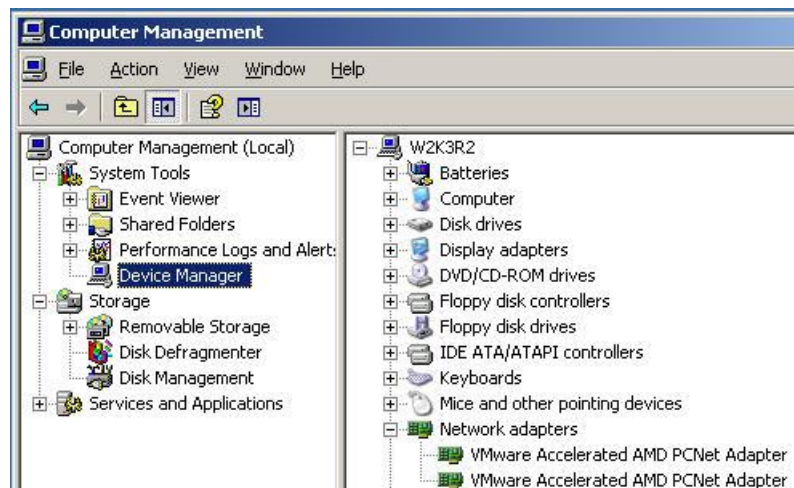 Computer Management
File Action View Window Help
Computer Management (Local)
System Tools
Event Viewer
Shared Folders
Performance Logs and Alert:
Device Manager
Storage
Removable Storage
Disk Defragmenter
Disk Management
Services and Applications
W2K3R2
Batteries
Computer
Disk drives
Display adapters
DVD/CD-ROM drives
Floppy disk controllers
Floppy disk drives
IDE ATA/ATAPI controllers
Keyboards
Mice and other pointing devices
Network adapters
VMware Accelerated AMD PCNet Adapter
VMware Accelerated AMD PCNet Adapter